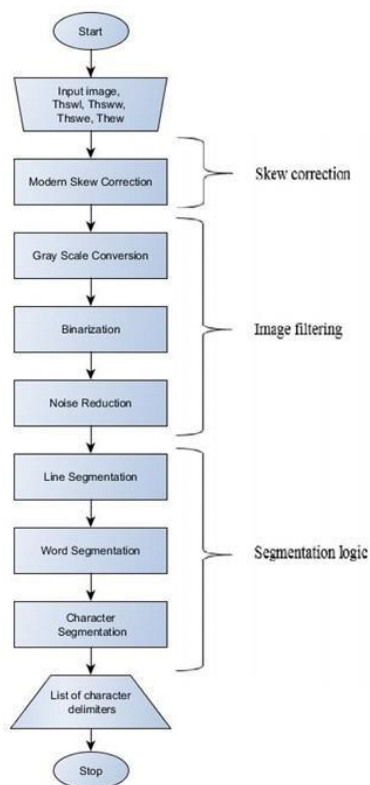 Start
Input image,
Thswl, Thsww,
Thswe, Thew
Modern Skew Correction
Skew correction
Gray Scale Conversion
Binarization
Image filtering
Noise Reduction
Line Segmentation
Word Segmentation
Segmentation logic
Character
Segmentation
List of character
delimiters
Stop